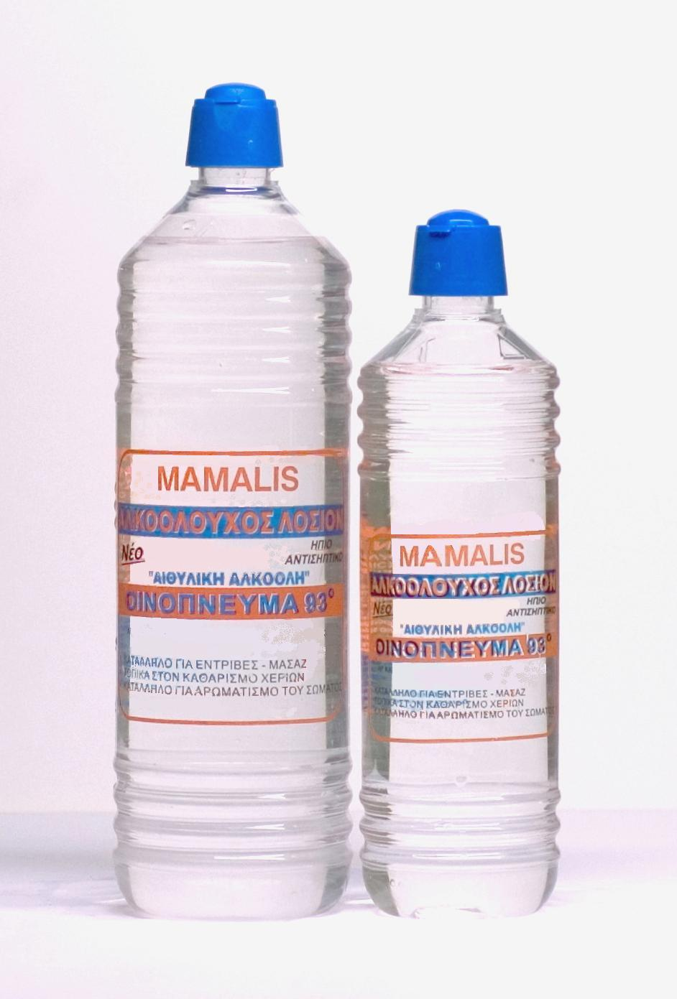 MAMALIS
ΑΛΚΟΟΛΟΥΧΟΣ ΛΟΣΙΟΝ
Νέο
ΗΠΙΟ
ΑΝΤΙΣΗΠΤΙΚΟ
"ΑΙΘΥΛΙΚΗ ΑΛΚΟΟΛΗ"
ΟΙΝΟΠΝΕΥΜΑ 93°
ΚΑΤΑΛΛΗΛΟ ΓΙΑ ΕΝΤΡΙΒΕΣ - ΜΑΣΑΖ
ΤΟΠΙΚΑ ΣΤΟΝ ΚΑΘΑΡΙΣΜΟ ΧΕΡΙΩΝ
ΚΑΤΑΛΛΗΛΟ ΓΙΑ ΑΡΩΜΑΤΙΣΜΟ ΤΟΥ ΣΩΜΑΤΟΣ
MAMALIS
ΑΛΚΟΟΛΟΥΧΟΣ ΛΟΣΙΟΝ
Νέο
ΗΠΙΟ
ΑΝΤΙΣΗΠΤΙΚΟ
"ΑΙΘΥΛΙΚΗ ΑΛΚΟΟΛΗ"
ΟΙΝΟΠΝΕΥΜΑ 93°
ΚΑΤΑΛΛΗΛΟ ΓΙΑ ΕΝΤΡΙΒΕΣ - ΜΑΣΑΖ
ΤΟΠΙΚΑ ΣΤΟΝ ΚΑΘΑΡΙΣΜΟ ΧΕΡΙΩΝ
ΚΑΤΑΛΛΗΛΟ ΓΙΑ ΑΡΩΜΑΤΙΣΜΟ ΤΟΥ ΣΩΜΑΤΟΣ